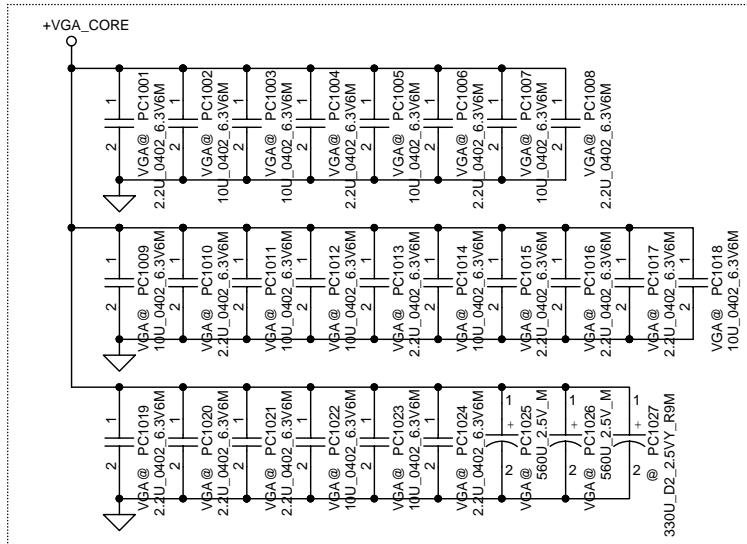 +VGA_CORE
1
2
VGA@ PC1001
2.2U_0402_6.3V6M
1
2
VGA@ PC1002
10U_0402_6.3V6M
1
2
VGA@ PC1003
10U_0402_6.3V6M
1
2
VGA@ PC1004
2.2U_0402_6.3V6M
1
2
VGA@ PC1005
10U_0402_6.3V6M
1
2
VGA@ PC1006
2.2U_0402_6.3V6M
1
2
VGA@ PC1007
10U_0402_6.3V6M
1
2
VGA@ PC1008
2.2U_0402_6.3V6M
1
2
VGA@ PC1009
10U_0402_6.3V6M
1
2
VGA@ PC1010
2.2U_0402_6.3V6M
1
2
VGA@ PC1011
10U_0402_6.3V6M
1
2
VGA@ PC1012
10U_0402_6.3V6M
1
2
VGA@ PC1013
2.2U_0402_6.3V6M
1
2
VGA@ PC1014
10U_0402_6.3V6M
1
2
VGA@ PC1015
2.2U_0402_6.3V6M
1
2
VGA@ PC1016
2.2U_0402_6.3V6M
1
2
VGA@ PC1017
2.2U_0402_6.3V6M
1
2
VGA@ PC1018
10U_0402_6.3V6M
1
2
VGA@ PC1019
2.2U_0402_6.3V6M
1
2
VGA@ PC1020
2.2U_0402_6.3V6M
1
2
VGA@ PC1021
2.2U_0402_6.3V6M
1
2
VGA@ PC1022
10U_0402_6.3V6M
1
2
VGA@ PC1023
10U_0402_6.3V6M
1
2
VGA@ PC1024
2.2U_0402_6.3V6M
1
+
2
VGA@ PC1025
560U_2.5V_M
1
+
2
VGA@ PC1026
560U_2.5V_M
1
+
2
@ PC1027
330U_D2_2.5VY_R9M